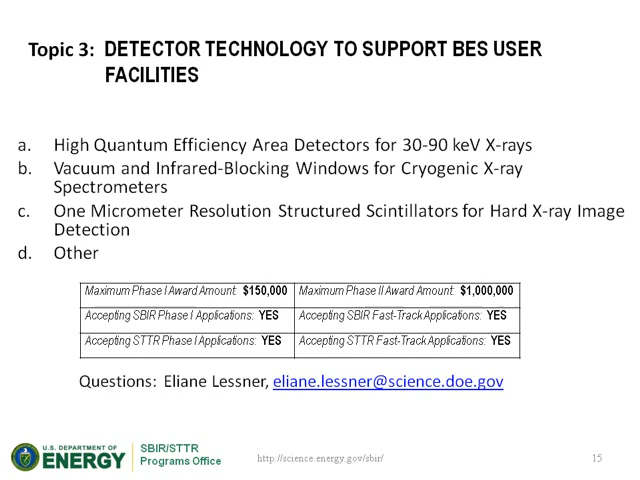 Topic 3: DETECTOR TECHNOLOGY TO SUPPORT BES USER
FACILITIES
a. High Quantum Efficiency Area Detectors for 30-90 keV X-rays
b. Vacuum and Infrared-Blocking Windows for Cryogenic X-ray
Spectrometers
c. One Micrometer Resolution Structured Scintillators for Hard X-ray Image
Detection
d. Other
Maximum Phase I Award Amount: $150,000 Maximum Phase II Award Amount: $1,000,000
Accepting SBIR Phase I Applications: YES Accepting SBIR Fast-Track Applications: YES
Accepting STTR Phase I Applications: YES Accepting STTR Fast-Track Applications: YES
Questions: Eliane Lessner, eliane.lessner@science.doe.gov
U.S. DEPARTMENT OF
ENERGY
SBIR/STTR
Programs Office
http://science.energy.gov/sbir/
15